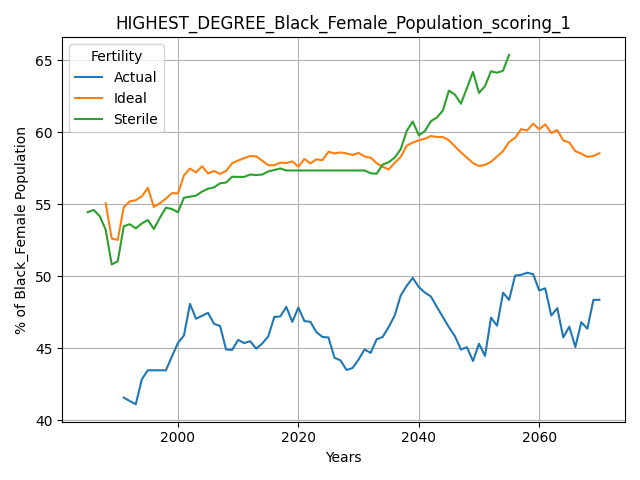 HIGHEST_DEGREE_Black_Female_Population_scoring_1
Fertility
Actual
Ideal
Sterile
% of Black_Female Population
65
60
55
50
45
40
2000
2020
2040
2060
Years